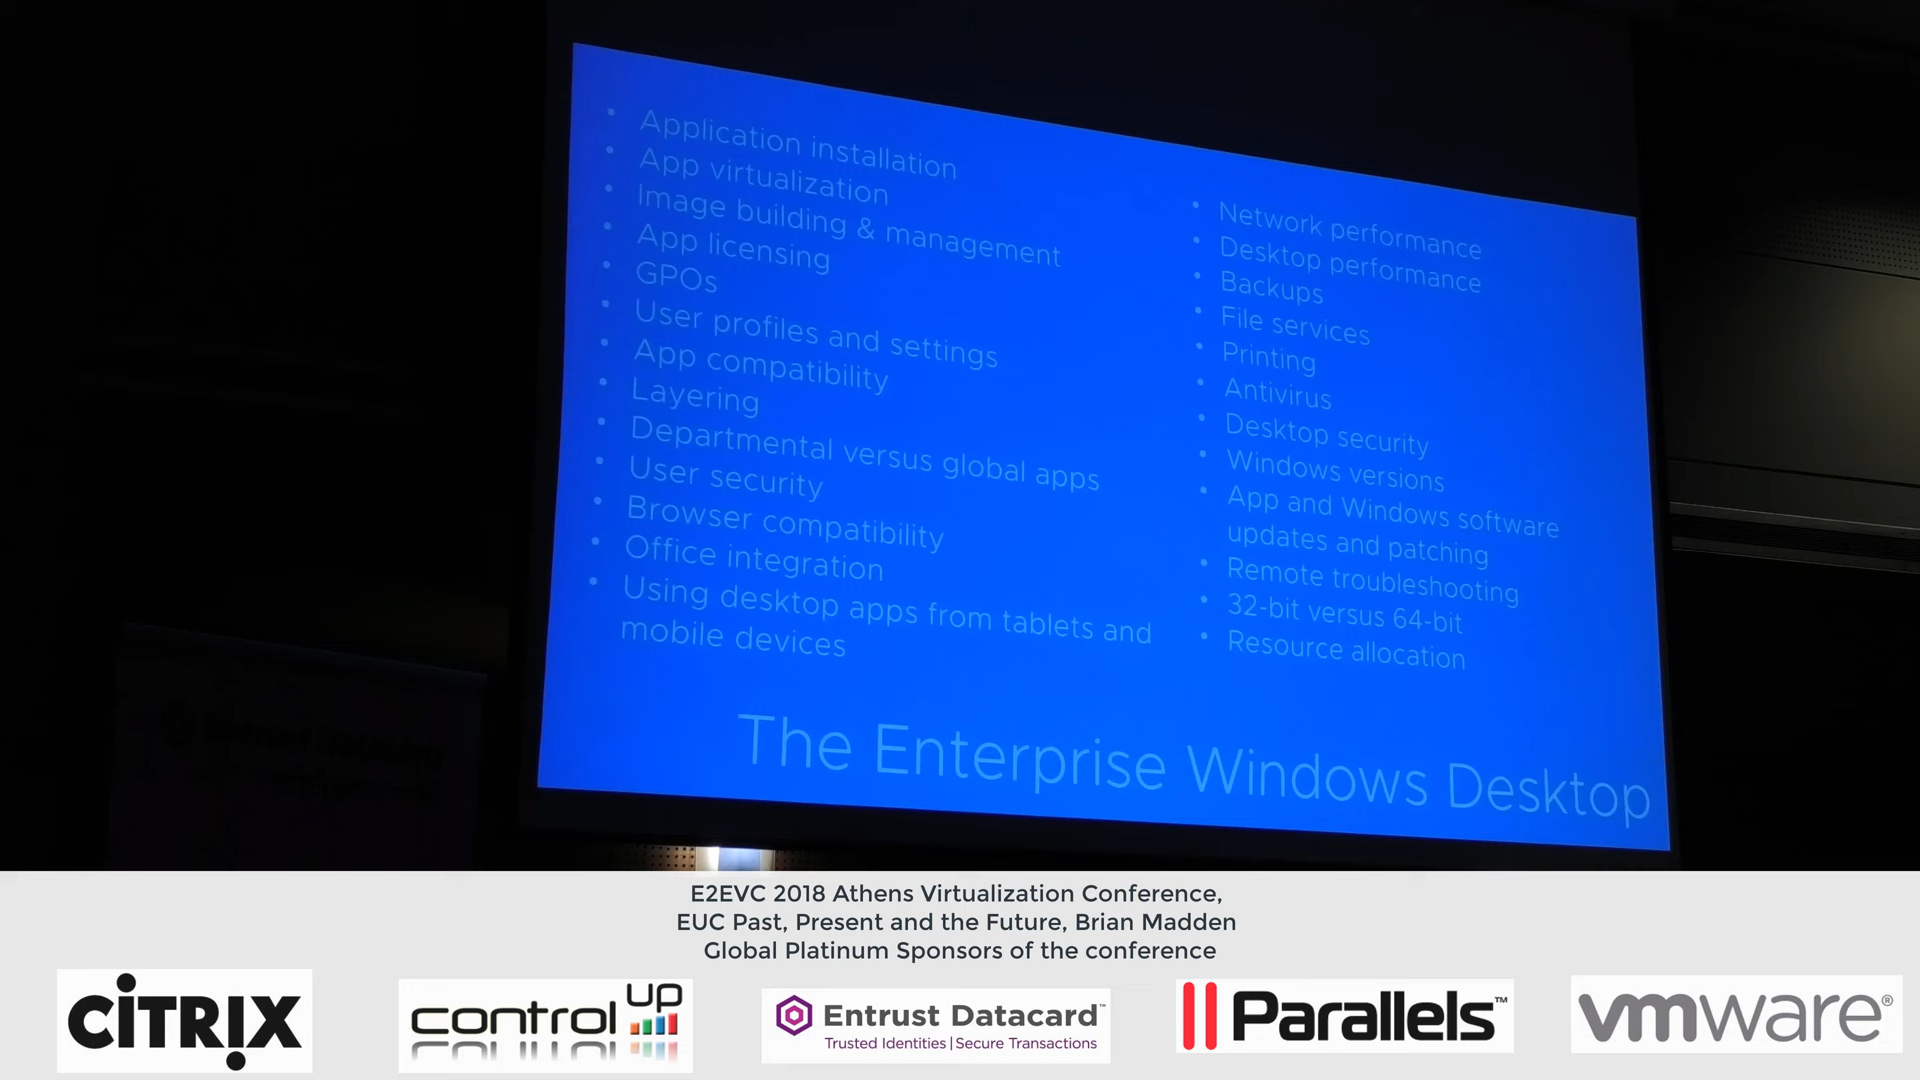 Application installation
App virtualization
Image building & management
App licensing
GPOs
User profiles and settings
App compatibility
Layering
Departmental versus global apps
User security
Browser compatibility
Office integration
Using desktop apps from tablets and
mobile devices
Network performance
Desktop performance
Backups
File services
Printing
Antivirus
Desktop security
Windows versions
App and Windows software
updates and patching
Remote troubleshooting
32-bit versus 64-bit
Resource allocation
The Enterprise Windows Desktop
Entrust Datacard
E2EVC 2018 Athens Virtualization Conference,
EUC Past, Present and the Future, Brian Madden
Global Platinum Sponsors of the conference
CİTRIX
control up
Entrust Datacard™
Trusted Identities | Secure Transactions
Parallels™
vmware®